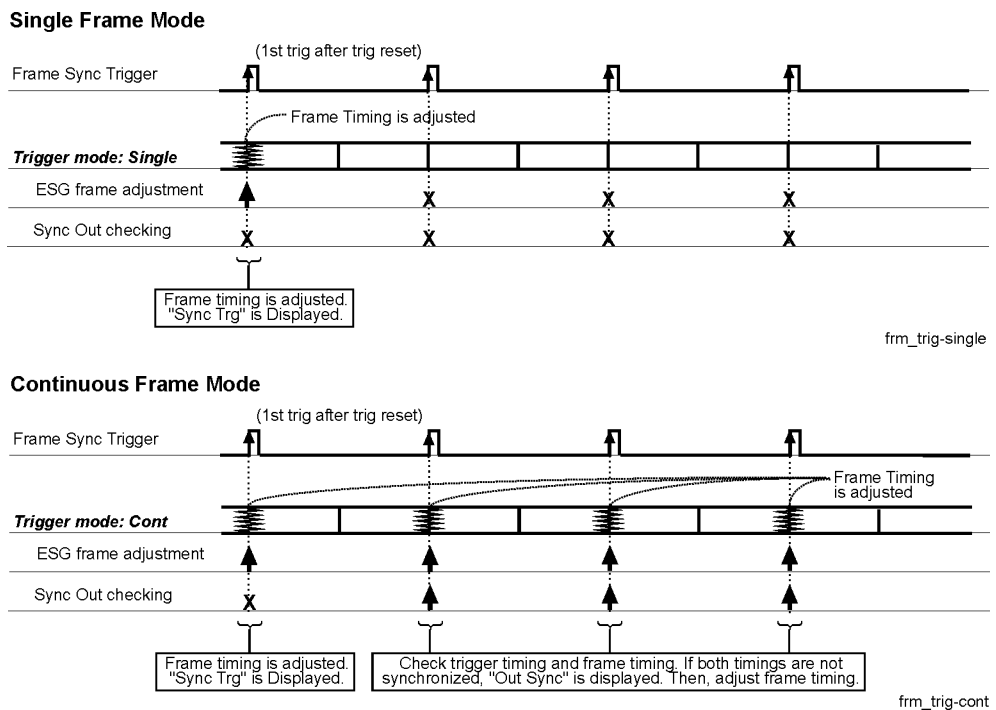 Single Frame Mode
(1st trig after trig reset)
Frame Sync Trigger
Frame Timing is adjusted
Trigger mode: Single
ESG frame adjustment
X X X
Sync Out checking
X X X X
Frame timing is adjusted.
"Sync Trg" is Displayed.
frm_trig-single
Continuous Frame Mode
(1st trig after trig reset)
Frame Sync Trigger
Frame Timing
is adjusted
Trigger mode: Cont
ESG frame adjustment
Sync Out checking
X
Frame timing is adjusted.
"Sync Trg" is Displayed.
Check trigger timing and frame timing. If both timings are not
synchronized, "Out Sync" is displayed. Then, adjust frame timing.
frm_trig-cont